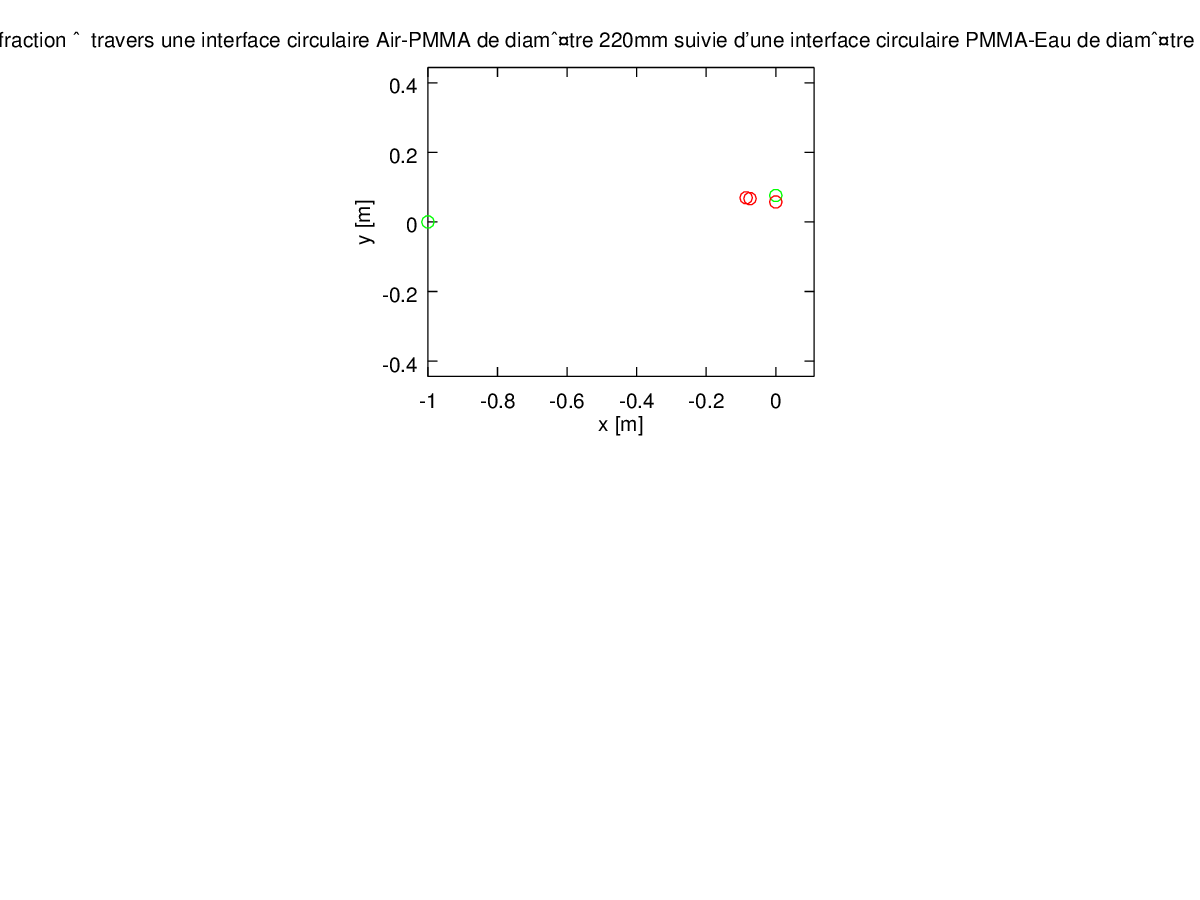 fraction ˆ travers une interface circulaire Air-PMMA de diamˆ¤tre 220mm suivie d’une interface circulaire PMMA-Eau de diamˆ¤tre
0.4
0.2
0
-0.2
-0.4
y [m]
-1 -0.8 -0.6 -0.4 -0.2 0
x [m]